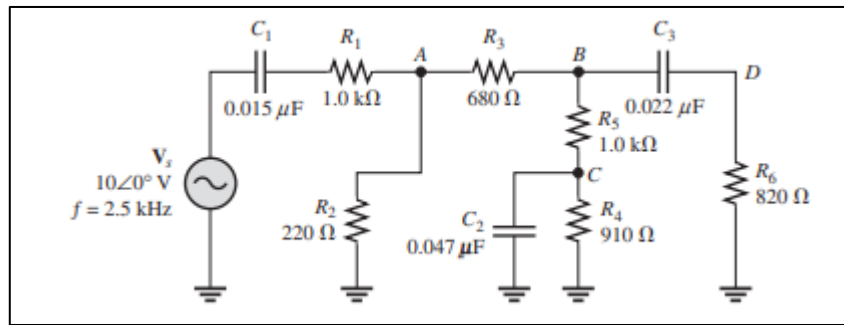 C₁
R₁
A
R₃
B
C₃
D
0.015 μF
1.0 kΩ
680 Ω
0.022 μF
R₅
1.0 kΩ
Vₛ
10∠0° V
f = 2.5 kHz
C
R₂
220 Ω
C₂
0.047 μF
R₄
910 Ω
R₆
820 Ω